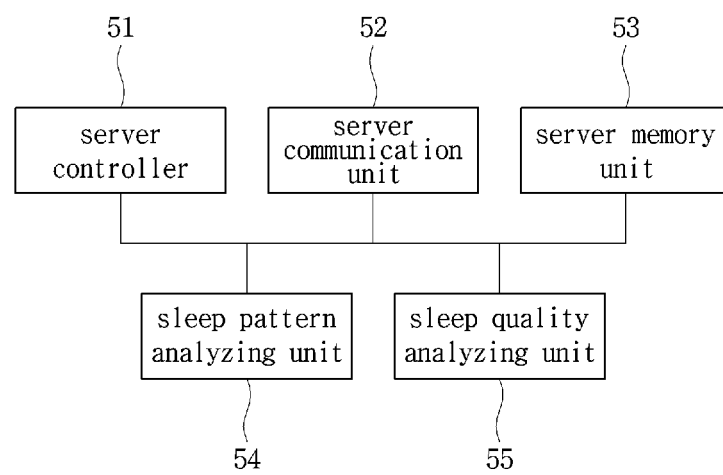 51
52
53
server
controller
server
communication
unit
server memory
unit
sleep pattern
analyzing unit
sleep quality
analyzing unit
54
55